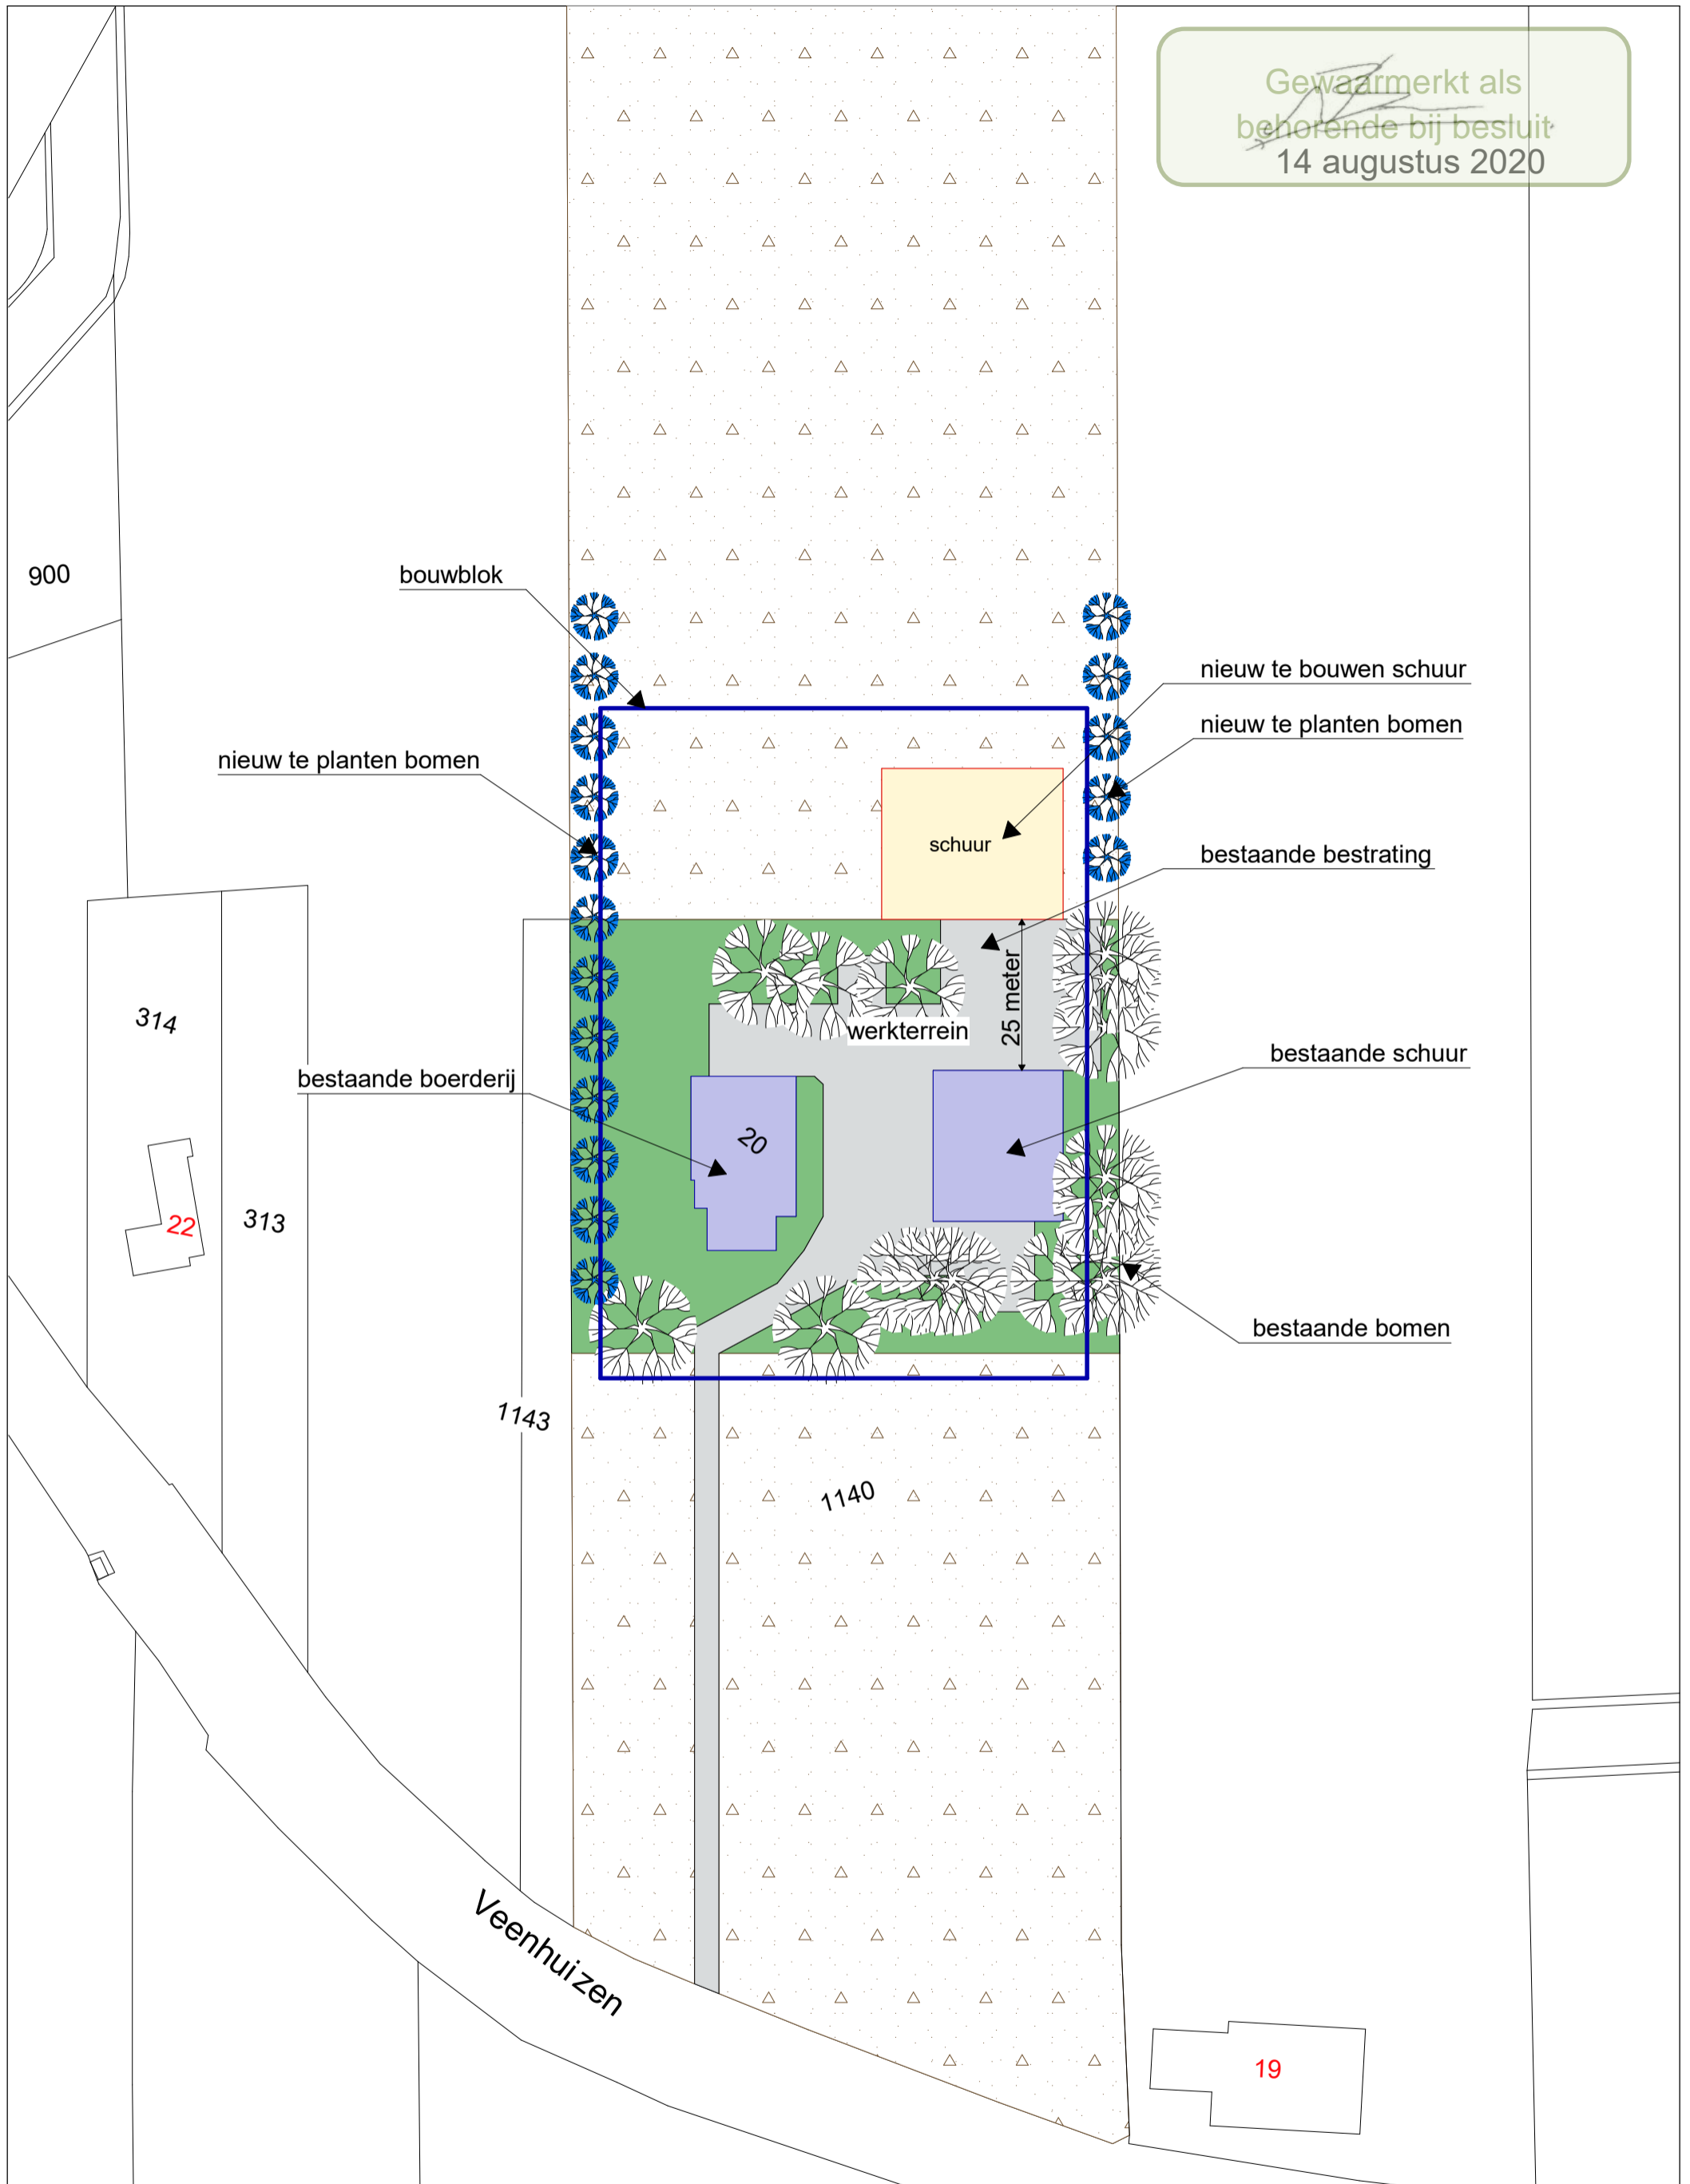 Gewaarmerkt als
behorende bij besluit
14 augustus 2020
900
bouwblok
nieuw te bouwen schuur
nieuw te planten bomen
nieuw te planten bomen
schuur
bestaande bestrating
314
25 meter
werkterrein
bestaande schuur
bestaande boerderij
20
22
313
bestaande bomen
1143
1140
Veenhuizen
19